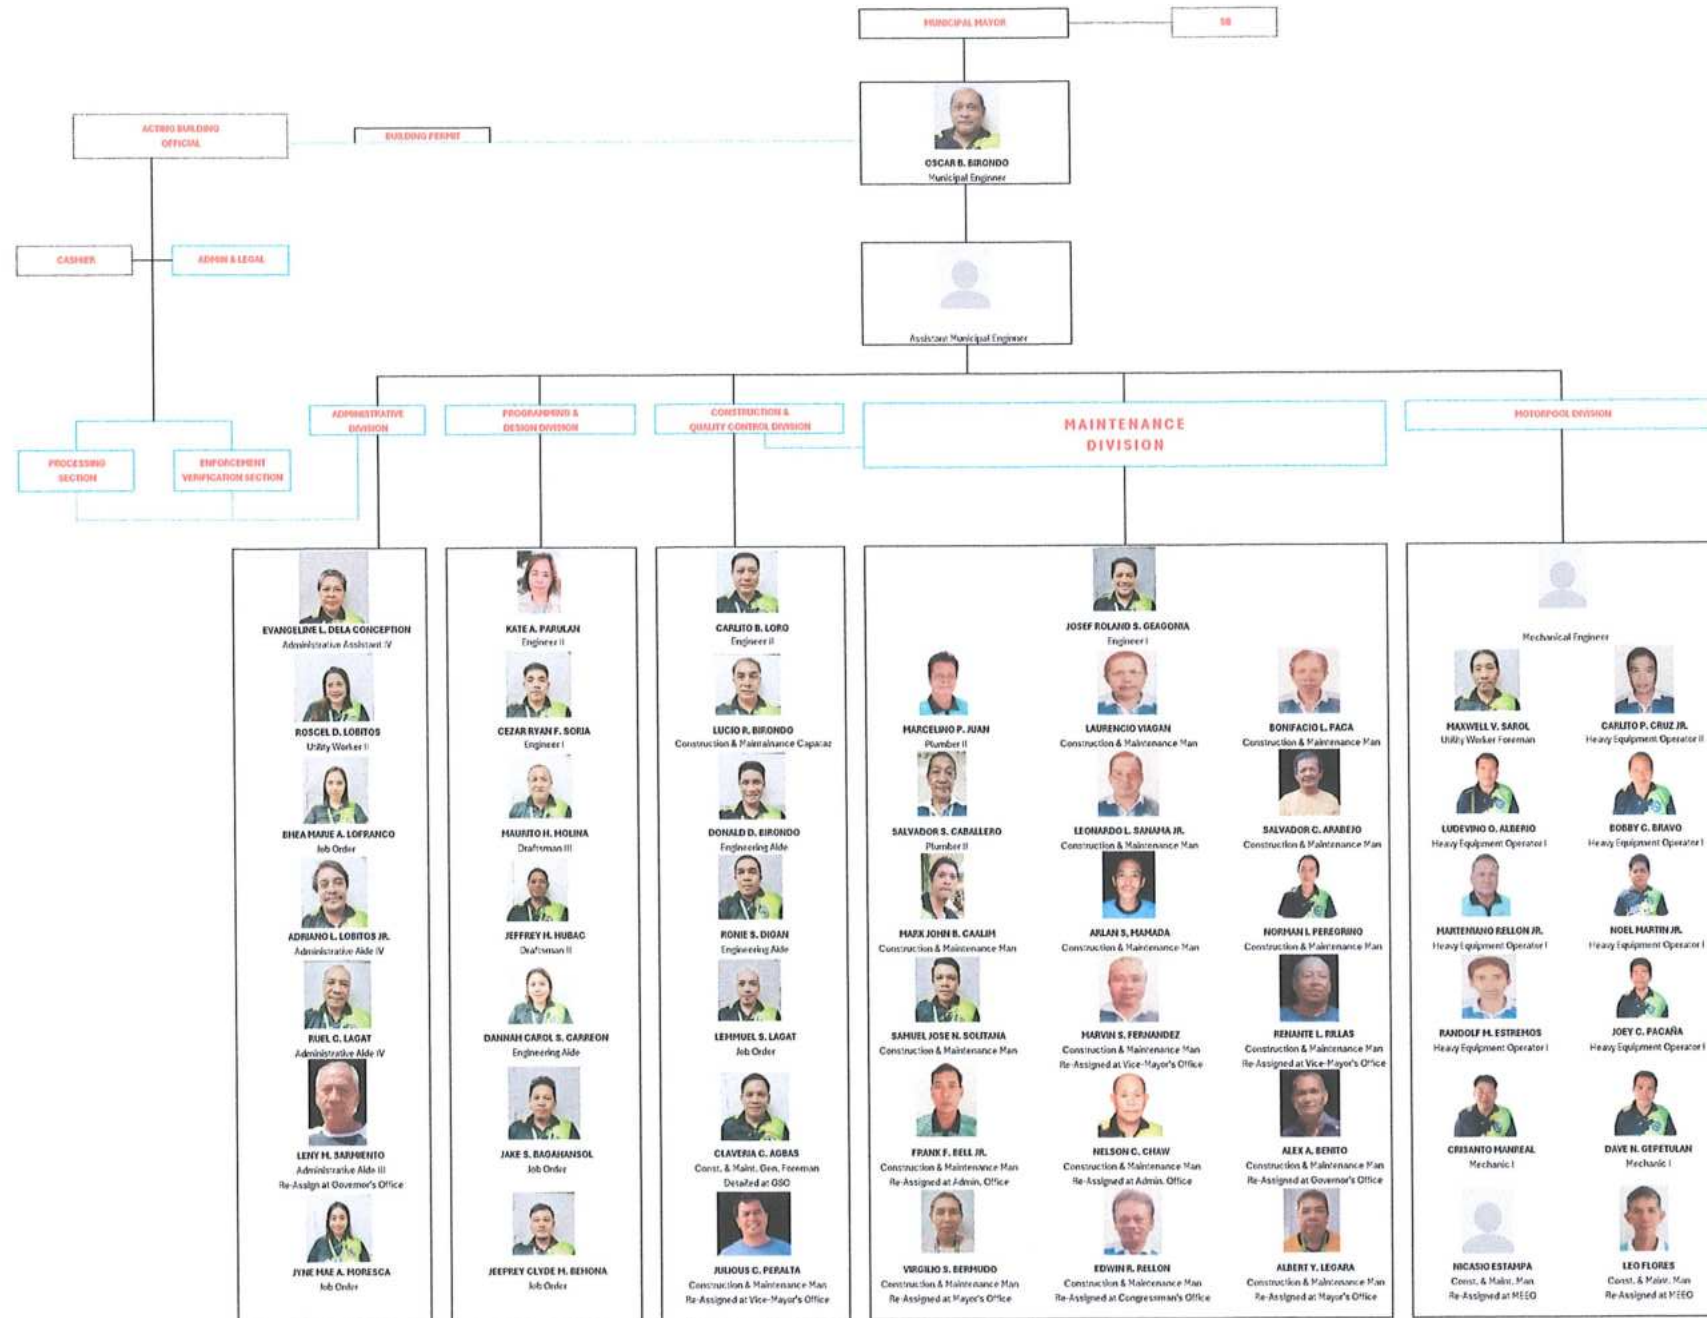 MUNICIPAL MAYOR
SB
OSCAR B. BIRONDO
Municipal Enginner
ACTING BUILDING
OFFICIAL
BUILDING PERMIT
CASHIER
ADMIN & LEGAL
Assistant Municipal Enginner
ADMINISTRATIVE
DIVISION
PROGRAMMING &
DESIGN DIVISION
CONSTRUCTION &
QUALITY CONTROL DIVISION
MAINTENANCE
DIVISION
MOTORPOOL DIVISION
PROCESSING
SECTION
ENFORCEMENT
VERIFICATION SECTION
EVANGELINE L. DELA CONCEPTION
Administrative Assistant IV
ROSCEL D. LOBITOS
Utility Worker II
BHEA MARIE A. LOFRANCO
Job Order
ADRIANO L. LOBITOS JR.
Administrative Aide IV
RUEL C. LAGAT
Administrative Aide IV
LENY M. SARMIENTO
Administrative Aide III
Re-Assign at Governor's Office
JYNE MAE A. MORESCA
Job Order
KATE A. PARULAN
Engineer II
CEZAR RYAN F. SORIA
Engineer I
MAURITO H. MOLINA
Draftsman III
JEFFREY H. HUBAC
Draftsman II
DANNAH CAROL S. CARREON
Engineering Aide
JAKE S. BAGAHANSOL
Job Order
JEEPREY CLYDE M. BEHONA
Job Order
CARLITO B. LORO
Engineer II
LUCIO R. BIRONDO
Construction & Maintainance Capataz
DONALD D. BIRONDO
Engineering Aide
RONIE S. DIGAN
Engineering Aide
LEMMUEL S. LAGAT
Job Order
CLAVERIA C. AGBAS
Const. & Maint. Gen. Foreman
Detailed at GSO
JULIOUS C. PERALTA
Construction & Maintenance Man
Re-Assigned at Vice-Mayor's Office
JOSEF ROLAND S. GEAGONIA
Engineer I
MARCELINO P. JUAN
Plumber II
LAURENCIO VIAGAN
Construction & Maintenance Man
BONIFACIO L. PACA
Construction & Maintenance Man
SALVADOR S. CABALLERO
Plumber II
LEONARDO L. SANAMA JR.
Construction & Maintenance Man
SALVADOR C. ARABEJO
Construction & Maintenance Man
MARK JOHN B. CAALIM
Construction & Maintenance Man
ARLAN S, MAMADA
Construction & Maintenance Man
NORMAN I. PEREGRINO
Construction & Maintenance Man
SAMUEL JOSE N. SOLITANA
Construction & Maintenance Man
MARVIN S. FERNANDEZ
Construction & Maintenance Man
Re-Assigned at Vice-Mayor's Office
RENANTE L. RILLAS
Construction & Maintenance Man
Re-Assigned at Vice-Mayor's Office
FRANK F. BELL JR.
Construction & Maintenance Man
Re-Assigned at Admin. Office
NELSON C. CHAW
Construction & Maintenance Man
Re-Assigned at Admin. Office
ALEX A. BENITO
Construction & Maintenance Man
Re-Assigned at Governor's Office
VIRGILIO S. BERMUDO
Construction & Maintenance Man
Re-Assigned at Mayor's Office
EDWIN R. RELLON
Construction & Maintenance Man
Re-Assigned at Congressman's Office
ALBERT Y. LEGARA
Construction & Maintenance Man
Re-Assigned at Mayor's Office
Mechanical Engineer
MAXWELL V. SAROL
Utility Worker Foreman
CARLITO P. CRUZ JR.
Heavy Equipment Operator II
LUDEVINO O. ALBERIO
Heavy Equipment Operator I
BOBBY C. BRAVO
Heavy Equipment Operator I
MARTENIANO RELLON JR.
Heavy Equipment Operator I
NOEL MARTIN JR.
Heavy Equipment Operator I
RANDOLF M. ESTREMOS
Heavy Equipment Operator I
JOEY C. PACAÑA
Heavy Equipment Operator I
CRISANTO MANREAL
Mechanic I
DAVE N. GEPETULAN
Mechanic I
NICASIO ESTAMPA
Const. & Maint. Man
Re-Assigned at MEEO
LEO FLORES
Const. & Maint. Man
Re-Assigned at MEEO